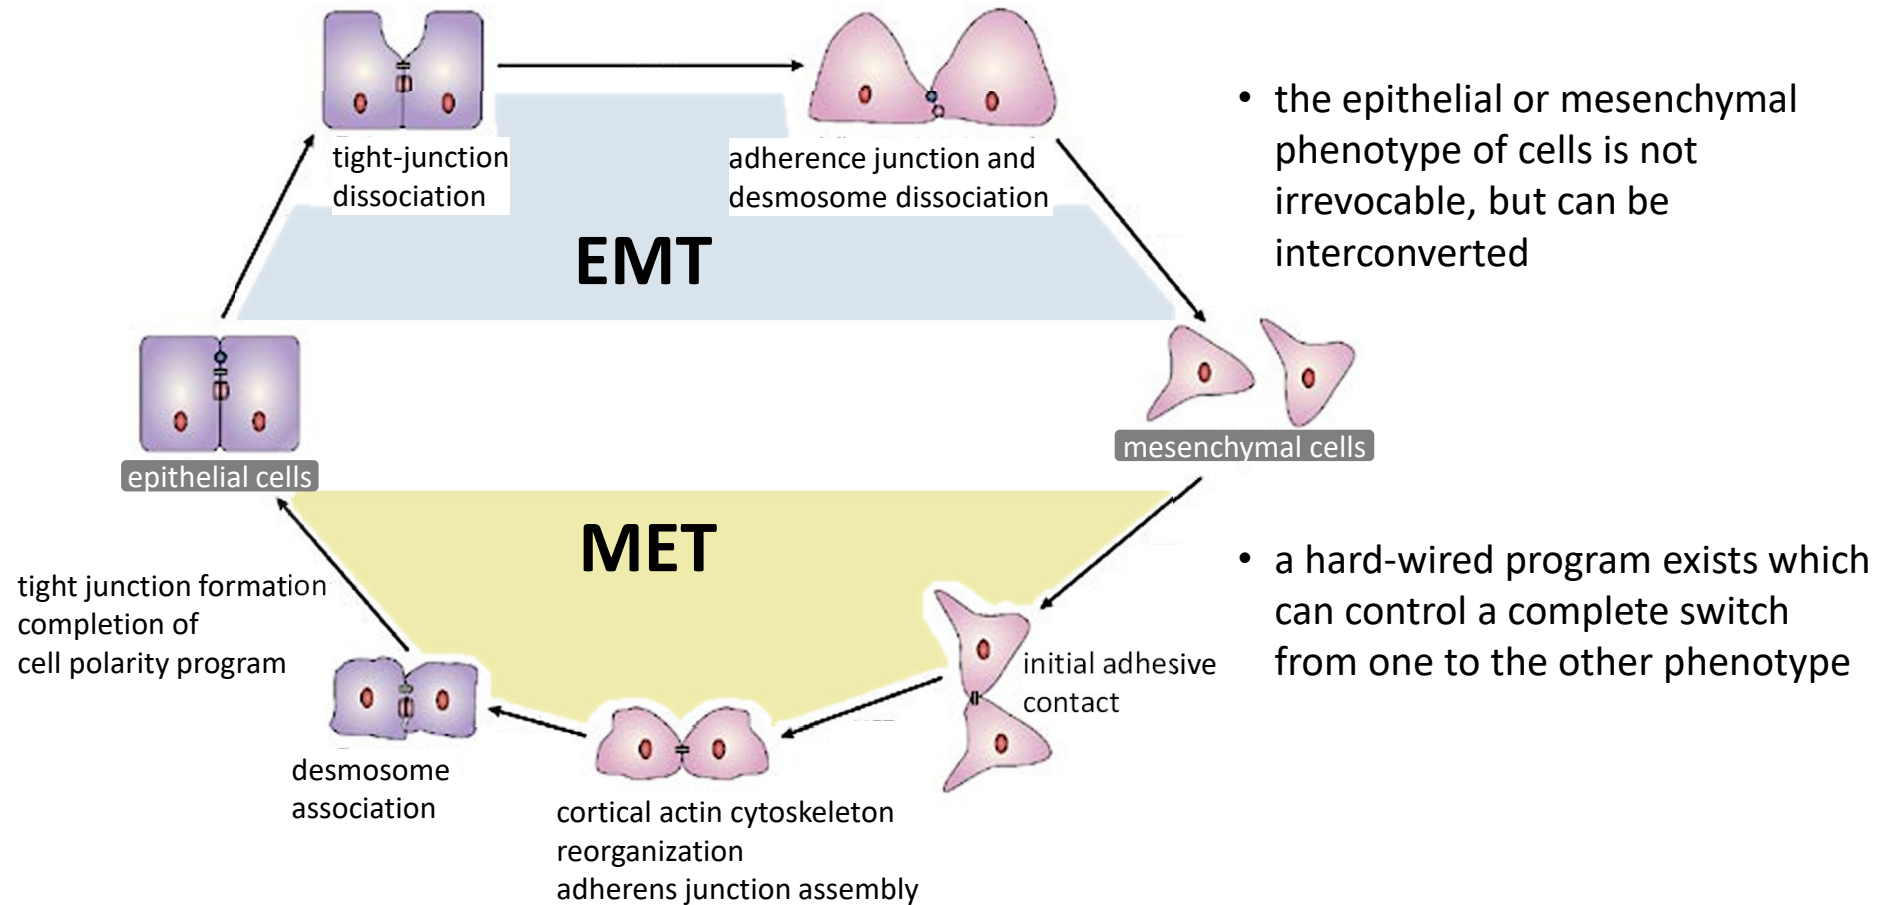 tight-junction
dissociation
adherence junction and
desmosome dissociation
• the epithelial or mesenchymal
phenotype of cells is not
irrevocable, but can be
interconverted
EMT
epithelial cells
mesenchymal cells
MET
• a hard-wired program exists which
can control a complete switch
from one to the other phenotype
tight junction formation
completion of
cell polarity program
initial adhesive
contact
desmosome
association
cortical actin cytoskeleton
reorganization
adherens junction assembly